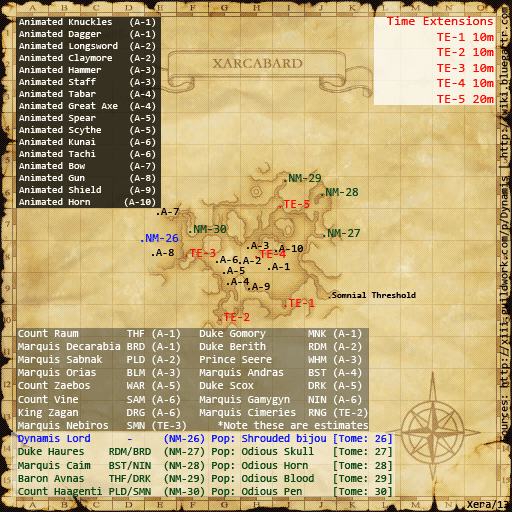 Animated Knuckles (A-1)
Animated Dagger (A-1)
Animated Longsword (A-2)
Animated Claymore (A-2)
Animated Hammer (A-3)
Animated Staff (A-3)
Animated Tabar (A-4)
Animated Great Axe (A-4)
Animated Spear (A-5)
Animated Scythe (A-5)
Animated Kunai (A-6)
Animated Tachi (A-6)
Animated Bow (A-7)
Animated Gun (A-8)
Animated Shield (A-9)
Animated Horn (A-10)
XARCABARD
Time Extensions
TE-1 10m
TE-2 10m
TE-3 10m
TE-4 10m
TE-5 20m
.NM-29
.NM-28
.TE-5
.A-7
.NM-30
.NM-27
.NM-26
.A-3
.A-10
.A-8
.TE-3
.TE-4
.A-6
.A-2
.A-1
.A-5
.A-4
.A-9
.Somnial Threshold
.TE-1
.TE-2
Count Raum THF (A-1) Duke Gomory MNK (A-1)
Marquis Decarabia BRD (A-1) Duke Berith RDM (A-2)
Marquis Sabnak PLD (A-2) Prince Seere WHM (A-3)
Marquis Orias BLM (A-3) Marquis Andras BST (A-4)
Count Zaebos WAR (A-5) Duke Scox DRK (A-5)
Count Vine SAM (A-6) Marquis Gamygyn NIN (A-6)
King Zagan DRG (A-6) Marquis Cimeries RNG (TE-2)
Marquis Nebiros SMN (TE-3) *Note these are estimates
Dynamis Lord - (NM-26) Pop: Shrouded bijou [Tome: 26]
Duke Haures RDM/BRD (NM-27) Pop: Odious Skull [Tome: 27]
Marquis Caim BST/NIN (NM-28) Pop: Odious Horn [Tome: 28]
Baron Avnas THF/DRK (NM-29) Pop: Odious Blood [Tome: 29]
Count Haagenti PLD/SMN (NM-30) Pop: Odious Pen [Tome: 30]